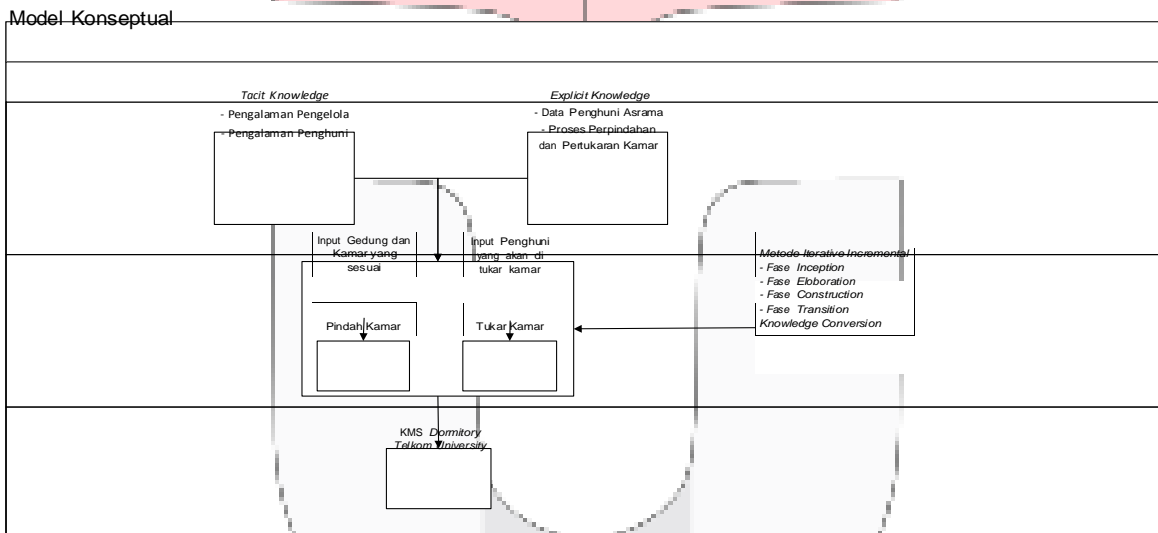 Model Konseptual
Tacit Knowledge
- Pengalaman Pengelola
- Pengalaman Penghuni
Explicit Knowledge
- Data Penghuni Asrama
- Proses Perpindahan
dan Pertukaran Kamar
Input Gedung dan
Kamar yang
sesuai
Input Penghuni
yang akan di
tukar kamar
Metode Iterative Incremental
- Fase Inception
- Fase Eloboration
- Fase Construction
- Fase Transition
Knowledge Conversion
Pindah Kamar
Tukar Kamar
KMS Dormitory
Telkom University